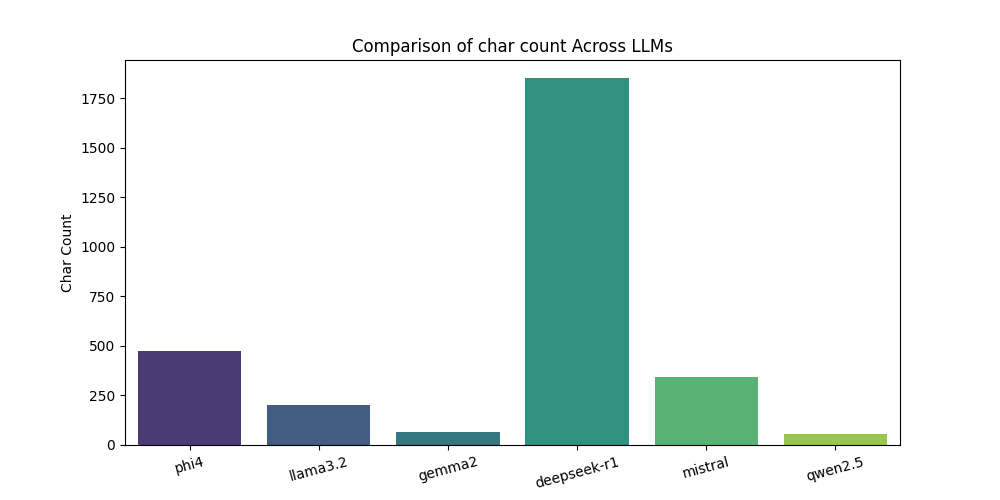 Comparison of char count Across LLMs
Char Count
1750
1500
1250
1000
750
500
250
0
phi4
llama3.2
gemma2
deepseek-r1
mistral
qwen2.5